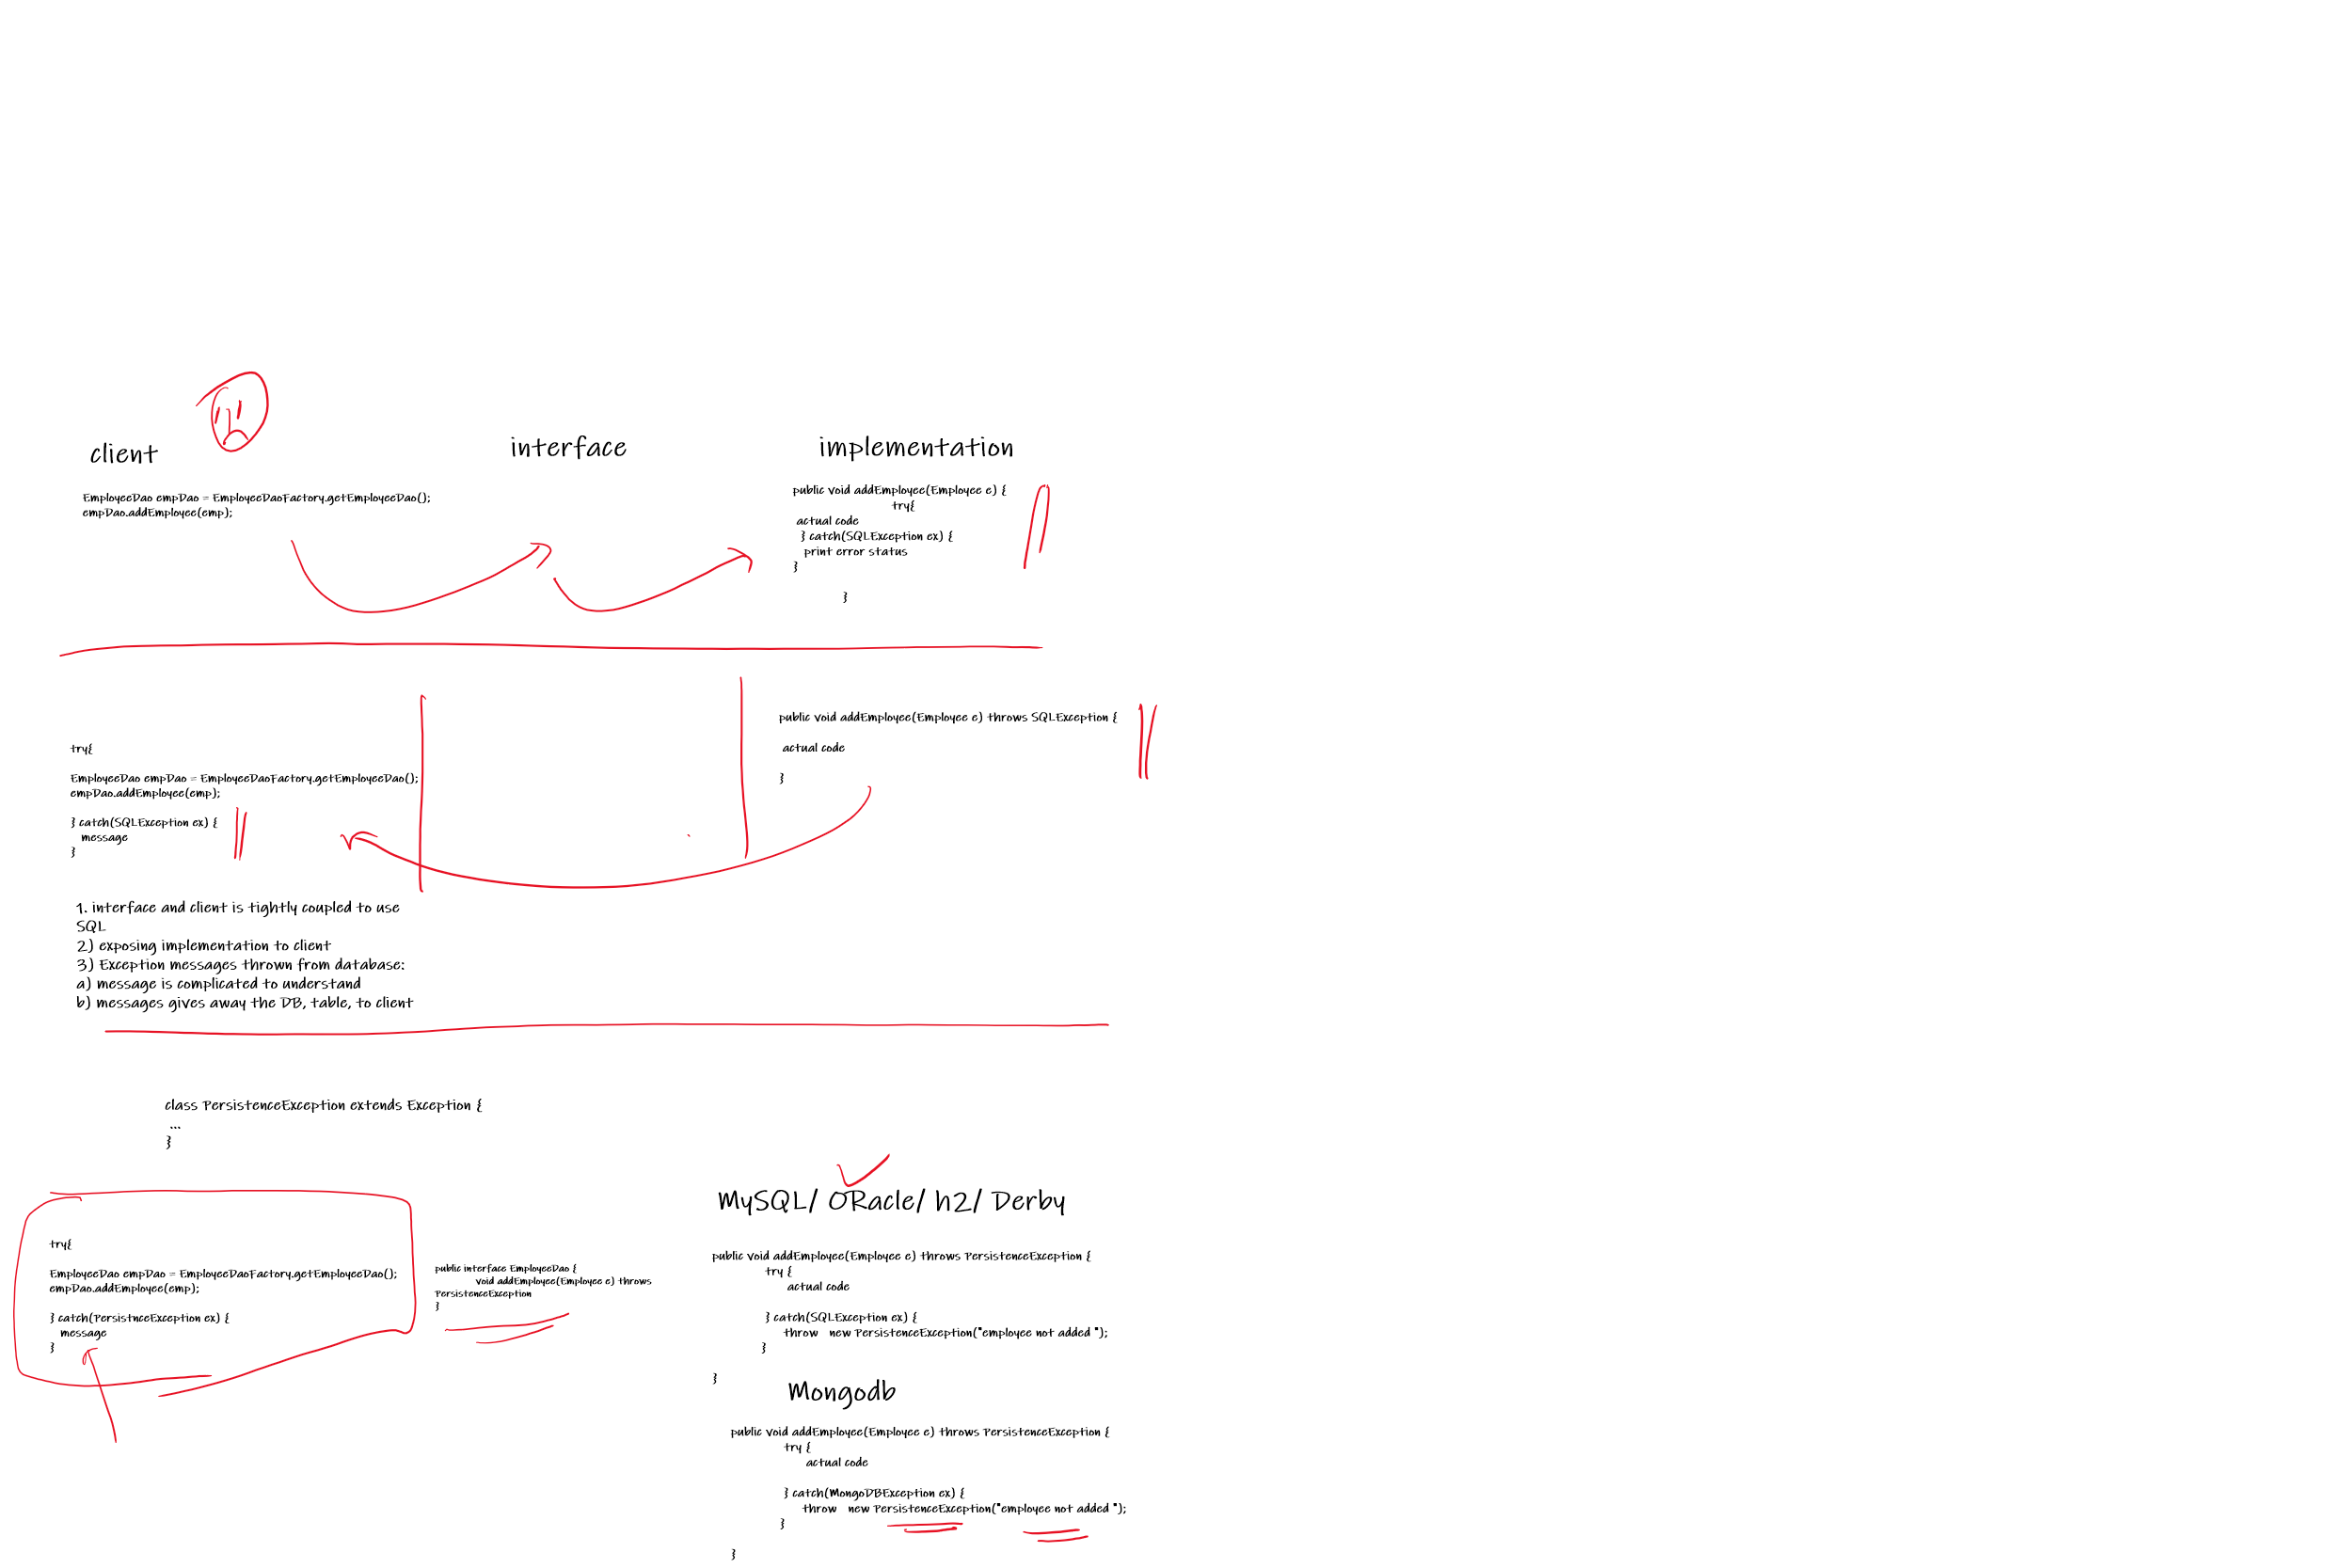 client
interface
implementation
EmployeeDao empDao = EmployeeDaoFactory.getEmployeeDao();
empDao.addEmployee(emp);
public void addEmployee(Employee e) {
try{
actual code
} catch(SQLException ex) {
print error status
}
}
try{
EmployeeDao empDao = EmployeeDaoFactory.getEmployeeDao();
empDao.addEmployee(emp);
} catch(SQLException ex) {
message
}
public void addEmployee(Employee e) throws SQLException {
actual code
}
1. interface and client is tightly coupled to use
SQL
2) exposing implementation to client
3) Exception messages thrown from database:
a) message is complicated to understand
b) messages gives away the DB, table, to client
class PersistenceException extends Exception {
...
}
try{
EmployeeDao empDao = EmployeeDaoFactory.getEmployeeDao();
empDao.addEmployee(emp);
} catch(PersistnceException ex) {
message
}
public interface EmployeeDao {
void addEmployee(Employee e) throws
PersistenceException
}
MySQL/ ORacle/ h2/ Derby
public void addEmployee(Employee e) throws PersistenceException {
try {
actual code
} catch(SQLException ex) {
throw new PersistenceException("employee not added ");
}
}
Mongodb
public void addEmployee(Employee e) throws PersistenceException {
try {
actual code
} catch(MongoDBException ex) {
throw new PersistenceException("employee not added ");
}
}